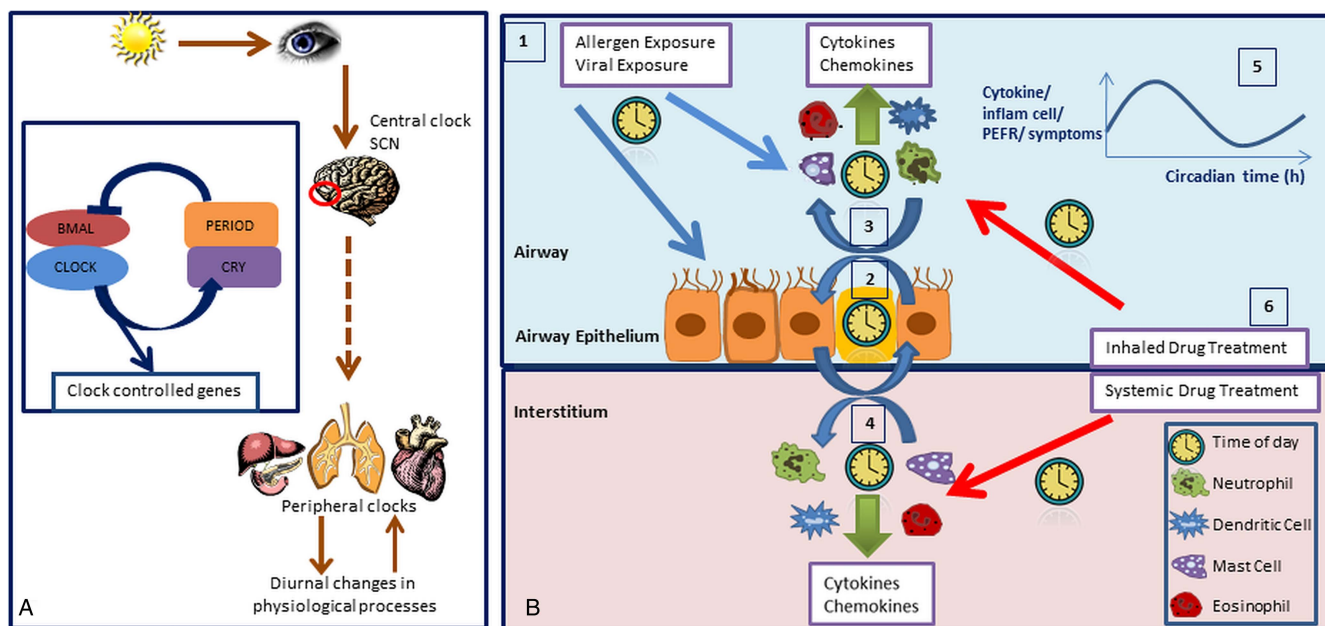 Central clock
SCN
BMAL
PERIOD
CLOCK
CRY
Clock controlled genes
Peripheral clocks
Diurnal changes in
physiological processes
A
1
Allergen Exposure
Viral Exposure
Cytokines
Chemokines
5
Cytokine/
inflam cell/
PEFR/ symptoms
Circadian time (h)
3
Airway
2
Airway Epithelium
6
Inhaled Drug Treatment
Systemic Drug Treatment
Interstitium
4
Time of day
Neutrophil
Dendritic Cell
Mast Cell
Eosinophil
Cytokines
Chemokines
B